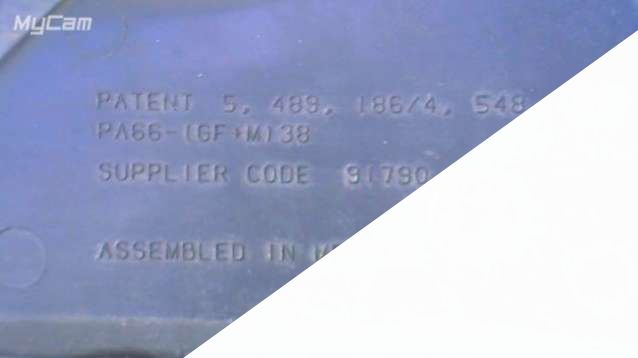 MyCam
PATENT 5, 489, 186/4, 548
PA66-(GF+M)38
SUPPLIER CODE 91790
ASSEMBLED IN